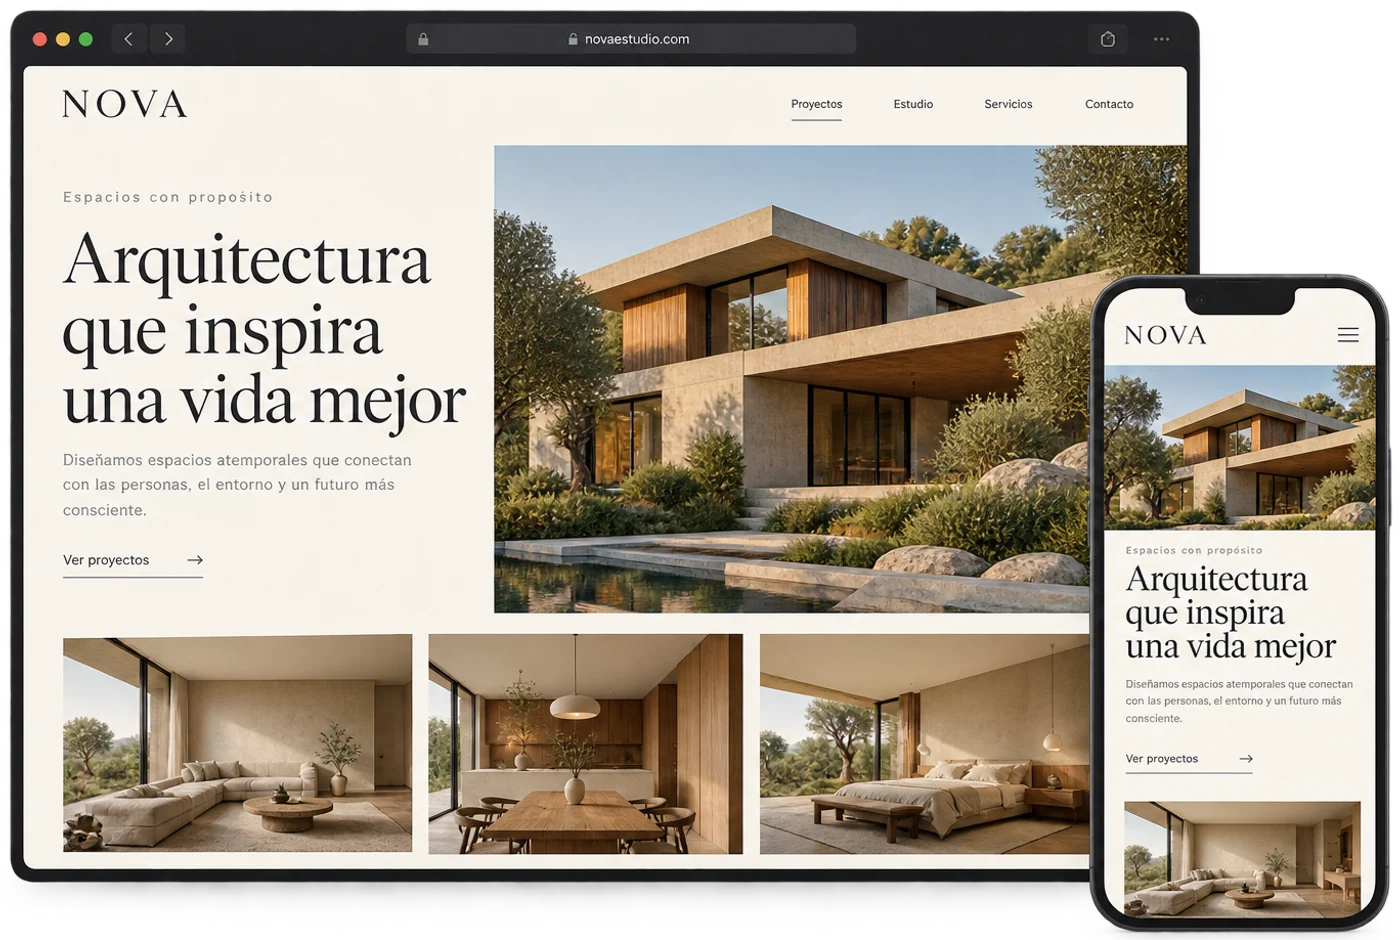 novaestudio.com
NOVA
Proyectos
Estudio
Servicios
Contacto
Espacios con propósito
Arquitectura
que inspira
una vida mejor
Diseñamos espacios atemporales que conectan
con las personas, el entorno y un futuro más
consciente.
Ver proyectos
NOVA
Espacios con propósito
Arquitectura
que inspira
una vida mejor
Diseñamos espacios atemporales que conectan
con las personas, el entorno y un futuro más
consciente.
Ver proyectos